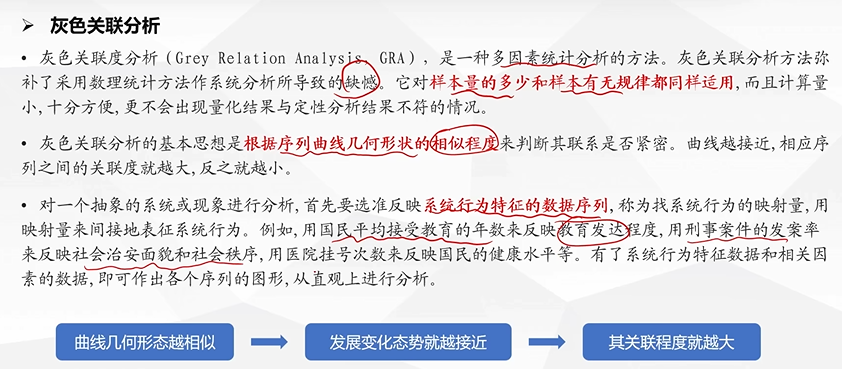 ➢ 灰色关联分析
• 灰色关联度分析（Grey Relation Analysis, GRA），是一种多因素统计分析的方法。灰色关联分析方法弥
补了采用数理统计方法作系统分析所导致的缺憾。它对样本量的多少和样本有无规律都同样适用,而且计算量
小,十分方便,更不会出现量化结果与定性分析结果不符的情况。
• 灰色关联分析的基本思想是根据序列曲线几何形状的相似程度来判断其联系是否紧密。曲线越接近,相应序
列之间的关联度就越大,反之就越小。
• 对一个抽象的系统或现象进行分析,首先要选准反映系统行为特征的数据序列,称为找系统行为的映射量,用
映射量来间接地表征系统行为。例如,用国民平均接受教育的年数来反映教育发达程度,用刑事案件的发案率
来反映社会治安面貌和社会秩序,用医院挂号次数来反映国民的健康水平等。有了系统行为特征数据和相关因
素的数据,即可作出各个序列的图形,从直观上进行分析。
曲线几何形态越相似
发展变化态势就越接近
其关联程度就越大